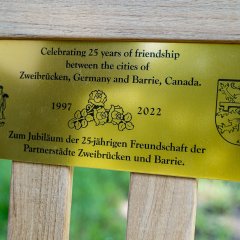 Celebrating 25 years of friendship
between the cities of
Zweibrücken, Germany and Barrie, Canada.
1997 2022
Zum Jubiläum der 25-jährigen Freundschaft der
Partnerstädte Zweibrücken und Barrie.